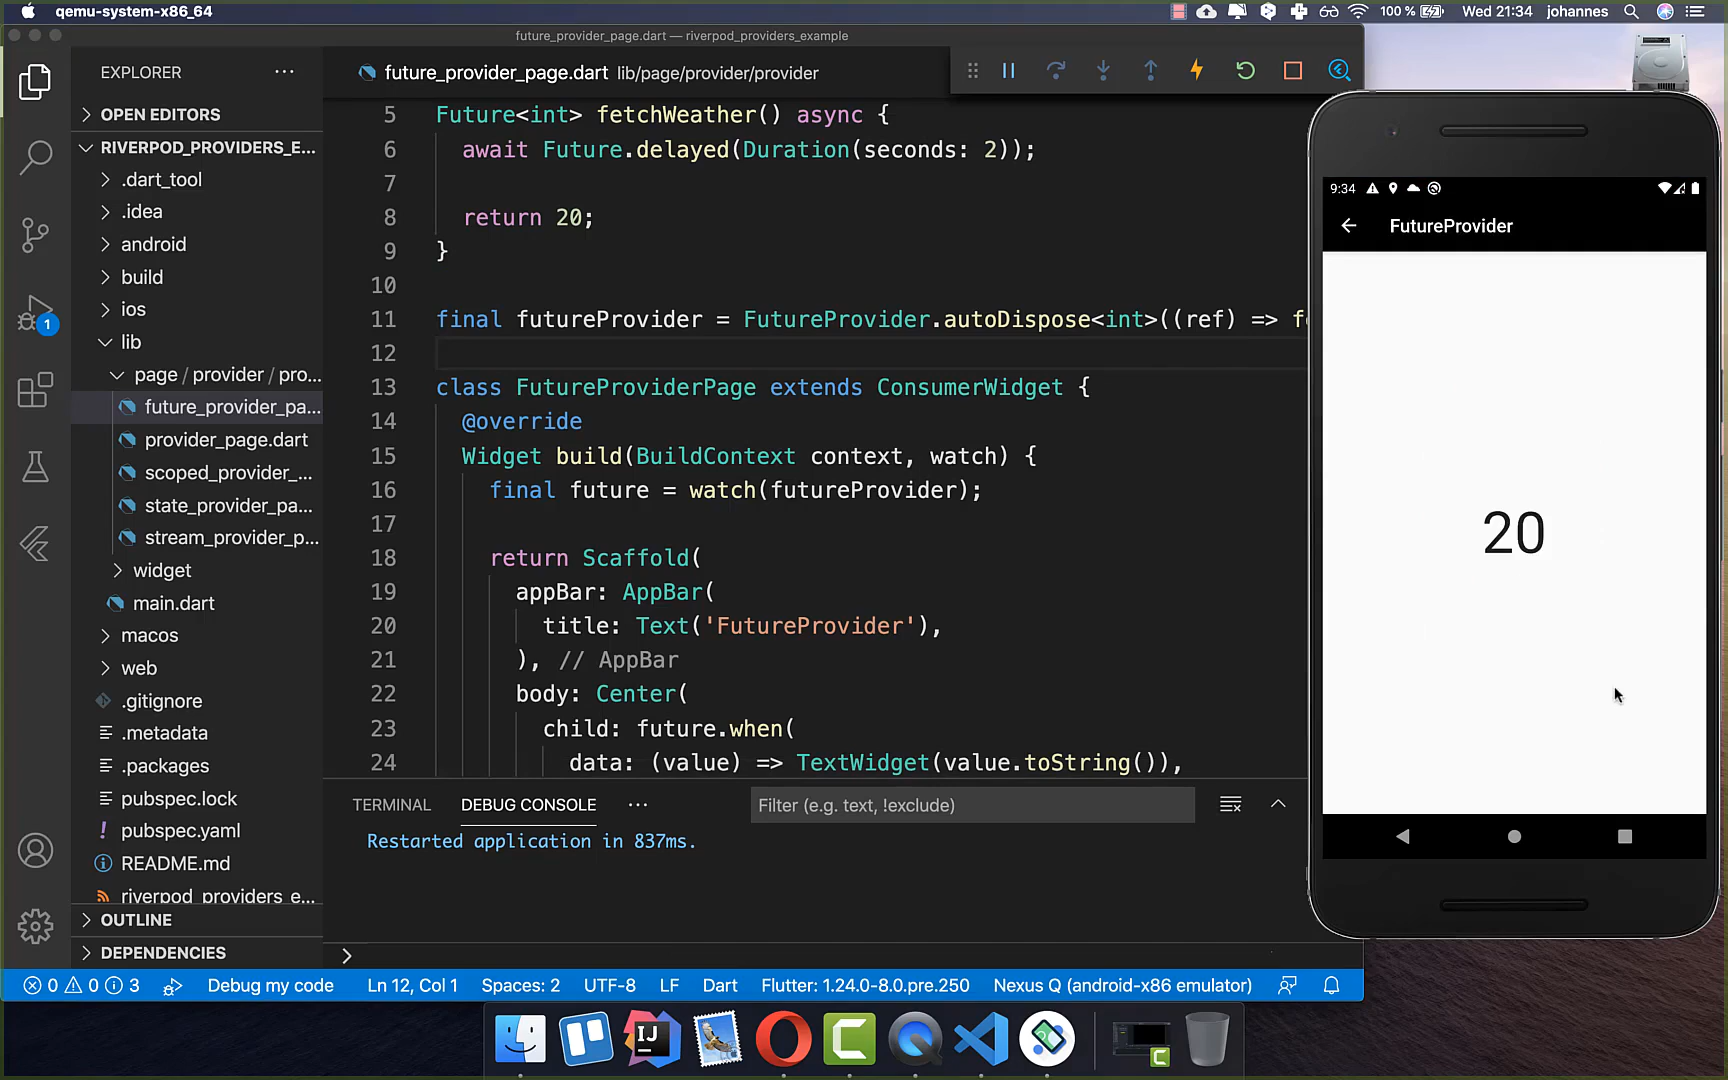 qemu-system-x86_64
100 %
Wed 21:34
johannes
future_provider_page.dart — riverpod_providers_example
EXPLORER
···
future_provider_page.dart lib/page/provider/provider
OPEN EDITORS
RIVERPOD_PROVIDERS_E...
.dart_tool
.idea
android
build
ios
lib
page / provider / pro...
future_provider_pa...
provider_page.dart
scoped_provider_...
state_provider_pa...
stream_provider_p...
widget
main.dart
macos
web
.gitignore
.metadata
.packages
pubspec.lock
pubspec.yaml
README.md
riverpod_providers_e...
OUTLINE
DEPENDENCIES
1
5 Future<int> fetchWeather() async {
6 await Future.delayed(Duration(seconds: 2));
7
8 return 20;
9 }
10
11 final futureProvider = FutureProvider.autoDispose<int>((ref) => f
12
13 class FutureProviderPage extends ConsumerWidget {
14 @override
15 Widget build(BuildContext context, watch) {
16 final future = watch(futureProvider);
17
18 return Scaffold(
19 appBar: AppBar(
20 title: Text('FutureProvider'),
21 ), // AppBar
22 body: Center(
23 child: future.when(
24 data: (value) => TextWidget(value.toString()),
TERMINAL
DEBUG CONSOLE
···
Filter (e.g. text, !exclude)
Restarted application in 837ms.
9:34
FutureProvider
20
0 0 3
Debug my code
Ln 12, Col 1
Spaces: 2
UTF-8
LF
Dart
Flutter: 1.24.0-8.0.pre.250
Nexus Q (android-x86 emulator)
IJ